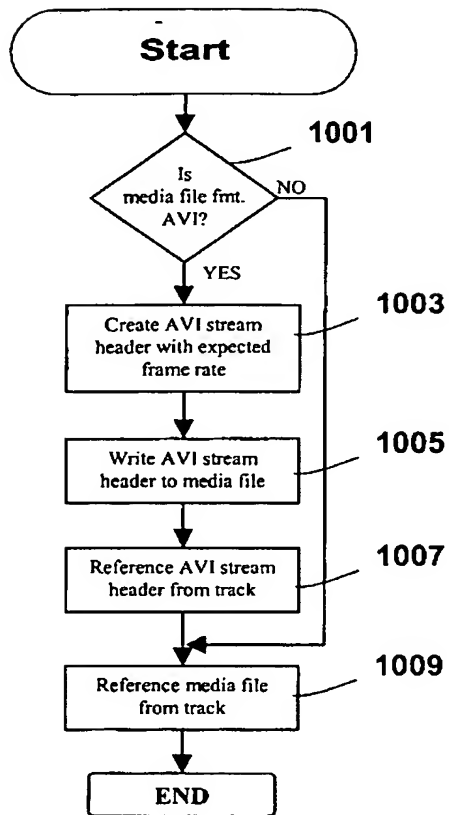 Start
1001
Is
media file fmt.
AVI?
NO
YES
1003
Create AVI stream
header with expected
frame rate
1005
Write AVI stream
header to media file
1007
Reference AVI stream
header from track
1009
Reference media file
from track
END